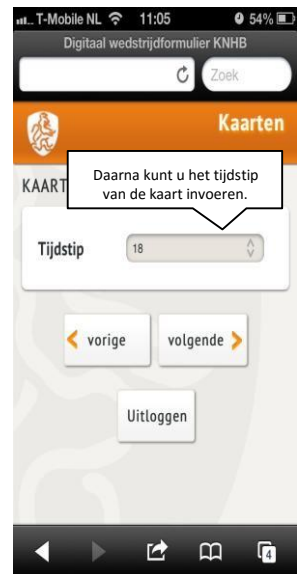 T-Mobile NL 11:05 54%
Digitaal wedstrijdformulier KNHB
Zoek
Kaarten
KAART
Daarna kunt u het tijdstip
van de kaart invoeren.
Tijdstip 18
vorige volgende
Uitloggen
4